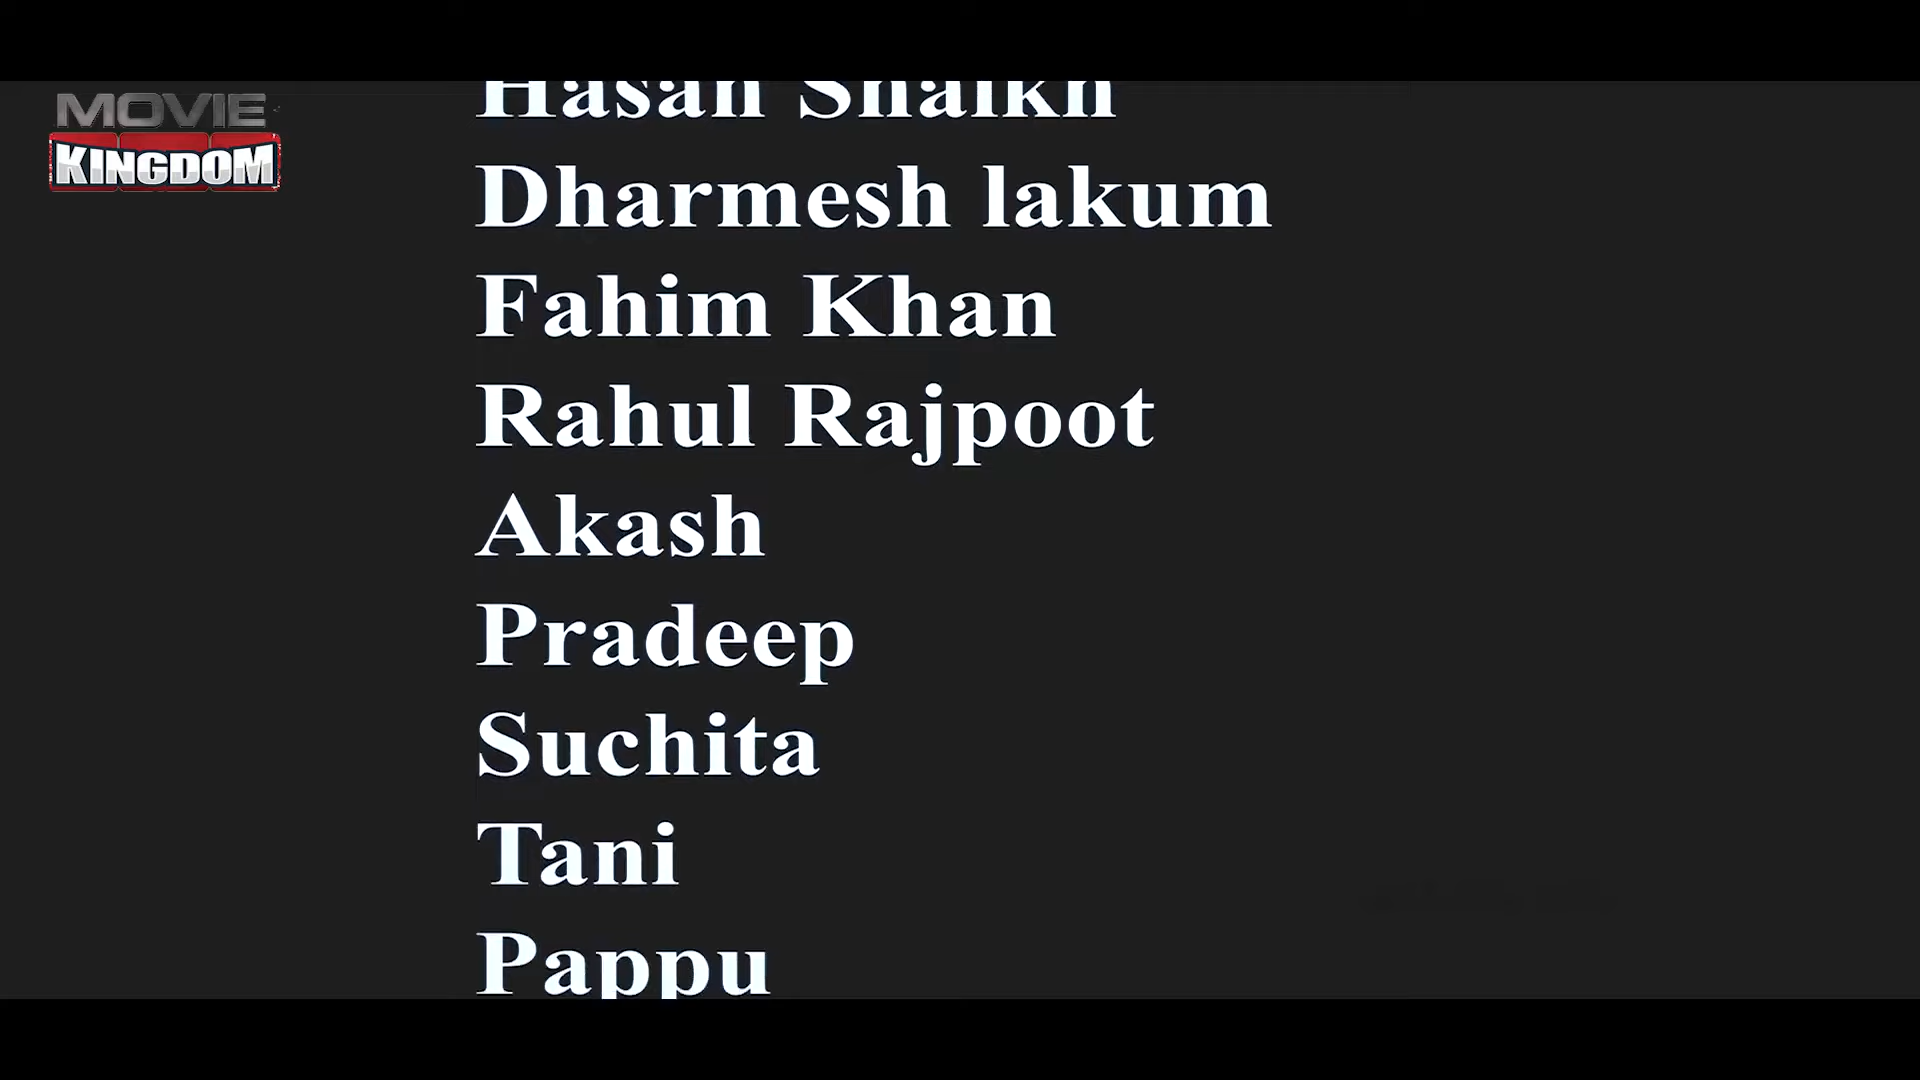 MOVIE
KINGDOM
Hasan Shaikh
Dharmesh lakum
Fahim Khan
Rahul Rajpoot
Akash
Pradeep
Suchita
Tani
Pappu